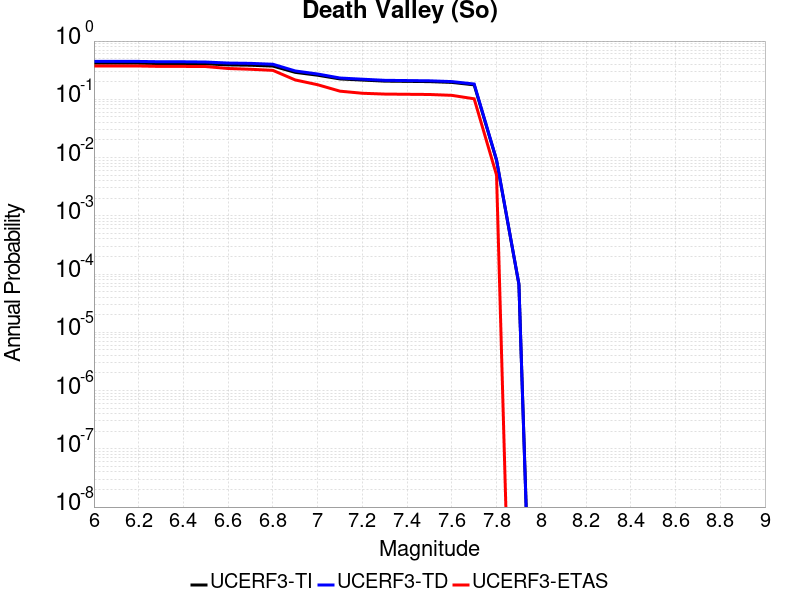 Death Valley (So)
10^0
10^-1
10^-2
10^-3
10^-4
10^-5
10^-6
10^-7
10^-8
Annual Probability
6 6.2 6.4 6.6 6.8 7 7.2 7.4 7.6 7.8 8 8.2 8.4 8.6 8.8 9
Magnitude
UCERF3-TI UCERF3-TD UCERF3-ETAS